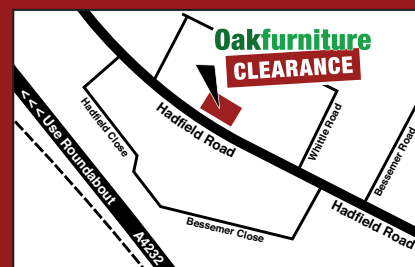 Oakfurniture
CLEARANCE
Hadfield Close
Hadfield Road
Whittle Road
Bessemer Road
<<< Use Roundabout
A4232
Bessemer Close
Hadfield Road